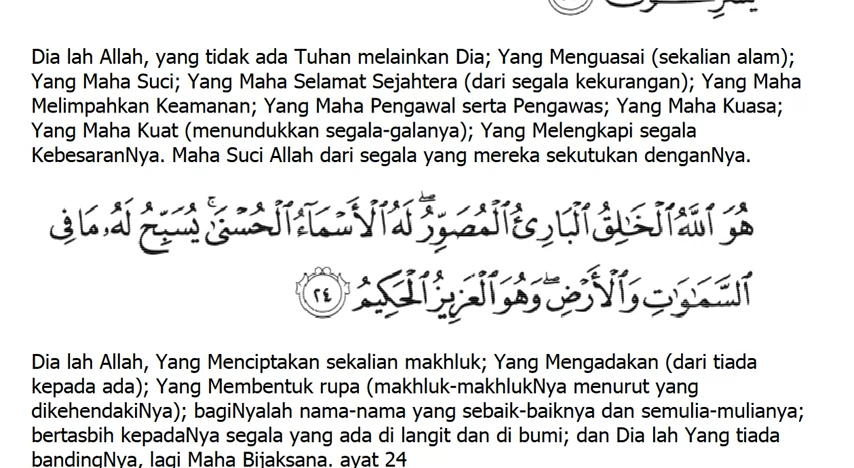 Dia lah Allah, yang tidak ada Tuhan melainkan Dia; Yang Menguasai (sekalian alam);
Yang Maha Suci; Yang Maha Selamat Sejahtera (dari segala kekurangan); Yang Maha
Melimpahkan Keamanan; Yang Maha Pengawal serta Pengawas; Yang Maha Kuasa;
Yang Maha Kuat (menundukkan segala-galanya); Yang Melengkapi segala
KebesaranNya. Maha Suci Allah dari segala yang mereka sekutukan denganNya.
هُوَ ٱللَّهُ ٱلْخَـٰلِقُ ٱلْبَارِئُ ٱلْمُصَوِّرُ ۖ لَهُ ٱلْأَسْمَآءُ ٱلْحُسْنَىٰ ۚ يُسَبِّحُ لَهُۥ مَا فِى
ٱلسَّمَـٰوَٰتِ وَٱلْأَرْضِ ۖ وَهُوَ ٱلْعَزِيزُ ٱلْحَكِيمُ ٢٤
Dia lah Allah, Yang Menciptakan sekalian makhluk; Yang Mengadakan (dari tiada
kepada ada); Yang Membentuk rupa (makhluk-makhlukNya menurut yang
dikehendakiNya); bagiNyalah nama-nama yang sebaik-baiknya dan semulia-mulianya;
bertasbih kepadaNya segala yang ada di langit dan di bumi; dan Dia lah Yang tiada
bandingNya, lagi Maha Bijaksana. ayat 24